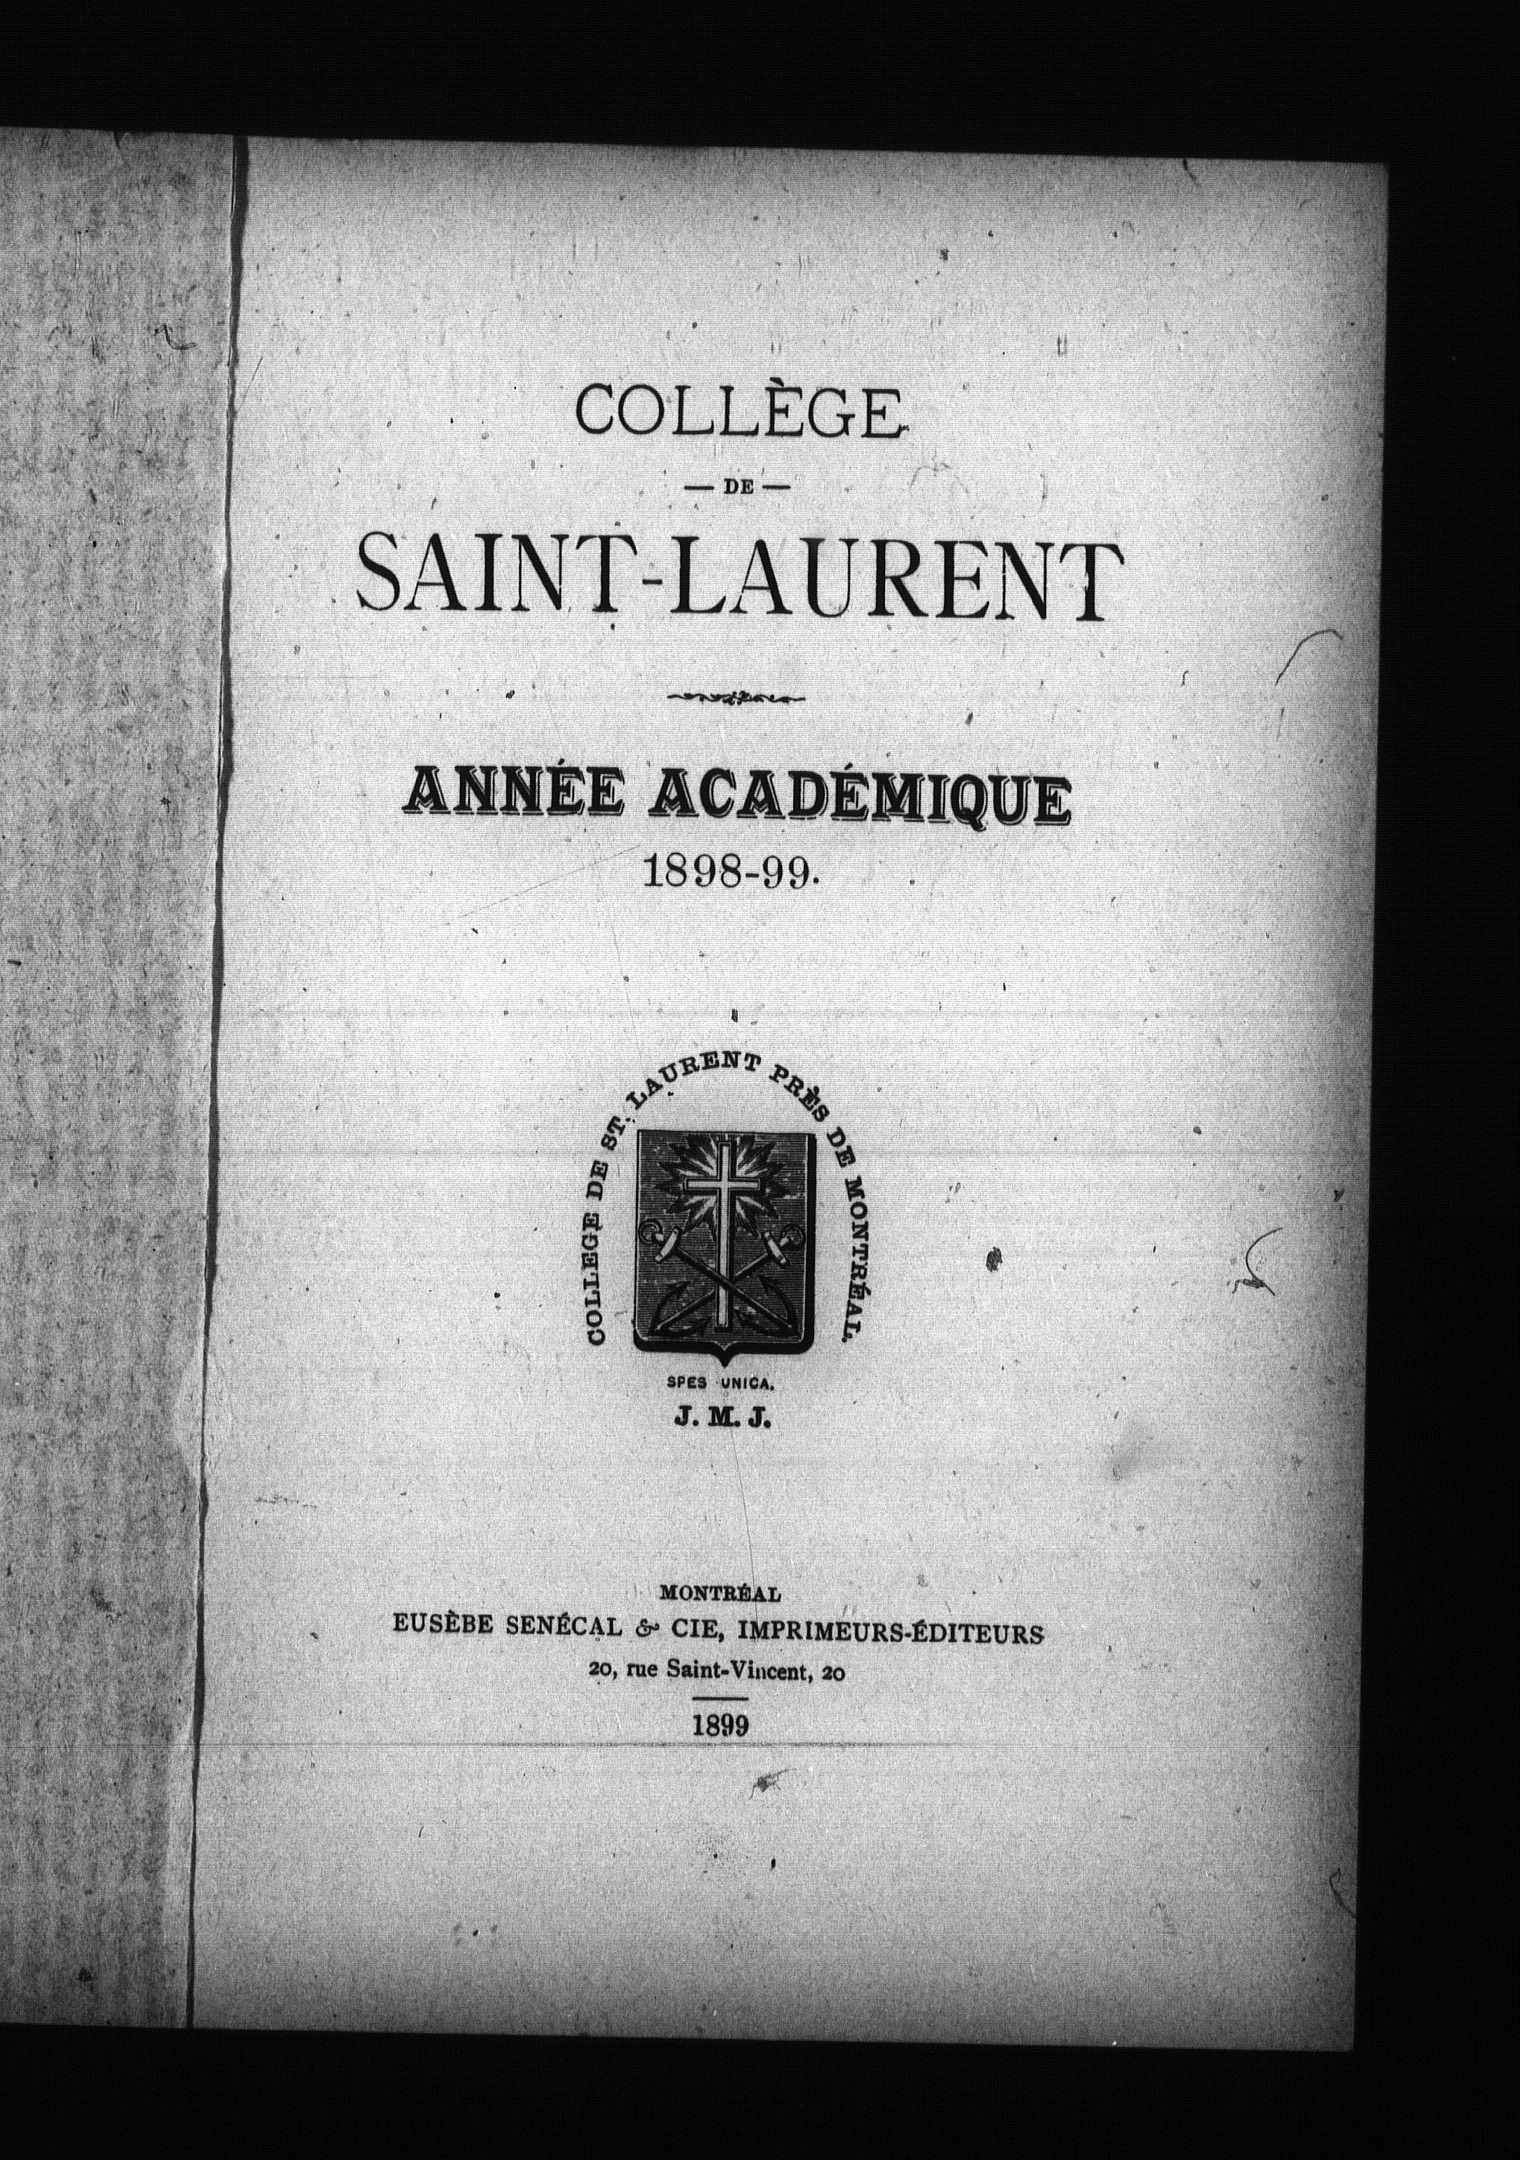 COLLÈGE
— DE —
SAINT-LAURENT
ANNÉE ACADÉMIQUE
1898-99.
COLLEGE DE ST. LAURENT PRÈS DE MONTRÉAL.
SPES UNICA.
J. M. J.
MONTRÉAL
EUSÈBE SENÉCAL & CIE, IMPRIMEURS-ÉDITEURS
20, rue Saint-Vincent, 20
1899